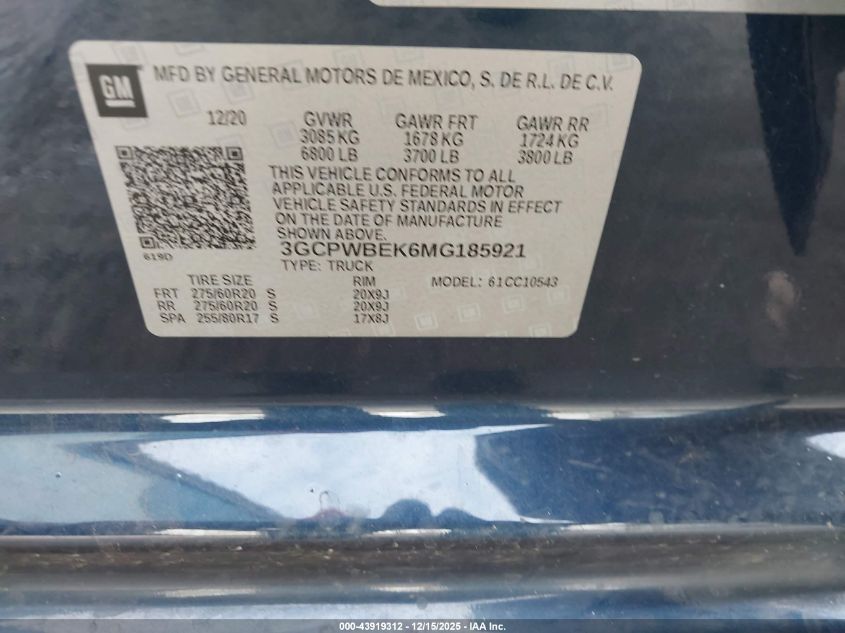 GM
MFD BY GENERAL MOTORS DE MEXICO, S. DE R.L. DE C.V.
12/20 GVWR GAWR FRT GAWR RR
3085 KG 1678 KG 1724 KG
6800 LB 3700 LB 3800 LB
THIS VEHICLE CONFORMS TO ALL
APPLICABLE U.S. FEDERAL MOTOR
VEHICLE SAFETY STANDARDS IN EFFECT
ON THE DATE OF MANUFACTURE
SHOWN ABOVE.
619D
3GCPWBEK6MG185921
TYPE: TRUCK
TIRE SIZE RIM MODEL: 61CC10543
FRT 275/60R20 S 20X9J
RR 275/60R20 S 20X9J
SPA 255/80R17 S 17X8J
000-43919312 - 12/15/2025 - IAA Inc.